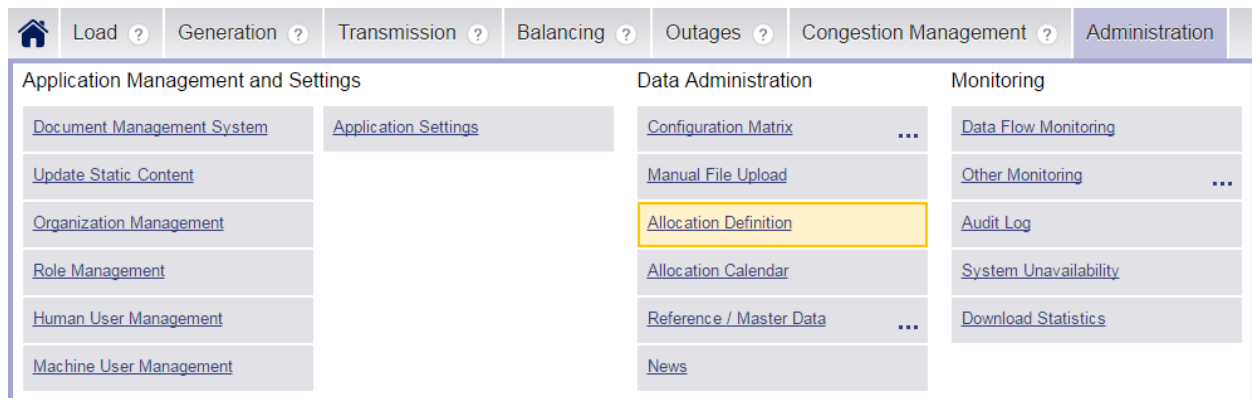 Load ? Generation ? Transmission ? Balancing ? Outages ? Congestion Management ? Administration
Application Management and Settings
Document Management System
Update Static Content
Organization Management
Role Management
Human User Management
Machine User Management
Application Settings
Data Administration
Configuration Matrix ...
Manual File Upload
Allocation Definition
Allocation Calendar
Reference / Master Data ...
News
Monitoring
Data Flow Monitoring
Other Monitoring ...
Audit Log
System Unavailability
Download Statistics